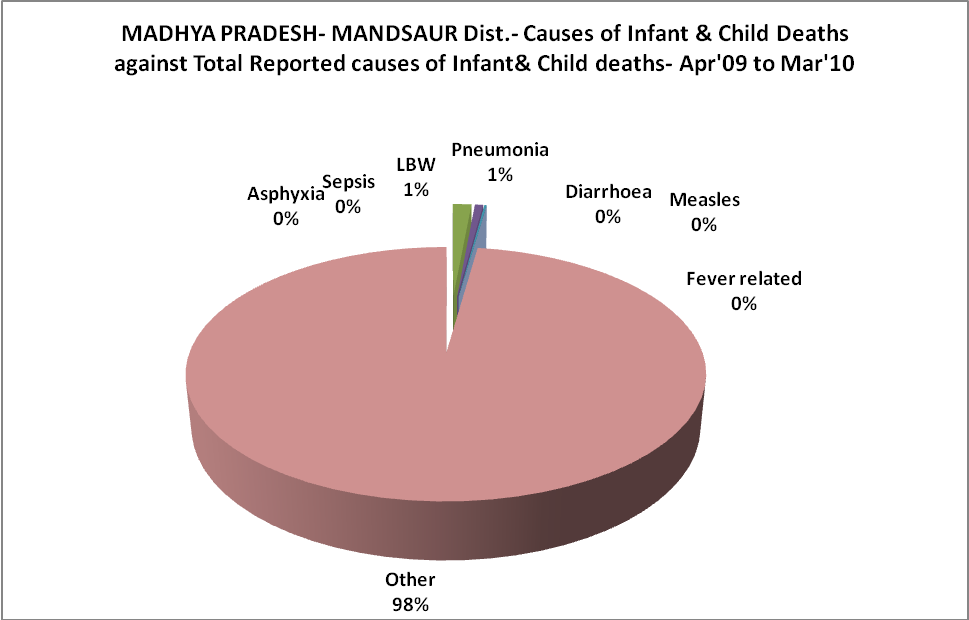 MADHYA PRADESH- MANDSAUR Dist.- Causes of Infant & Child Deaths
against Total Reported causes of Infant& Child deaths- Apr'09 to Mar'10
Asphyxia
0%
Sepsis
0%
LBW
1%
Pneumonia
1%
Diarrhoea
0%
Measles
0%
Fever related
0%
Other
98%